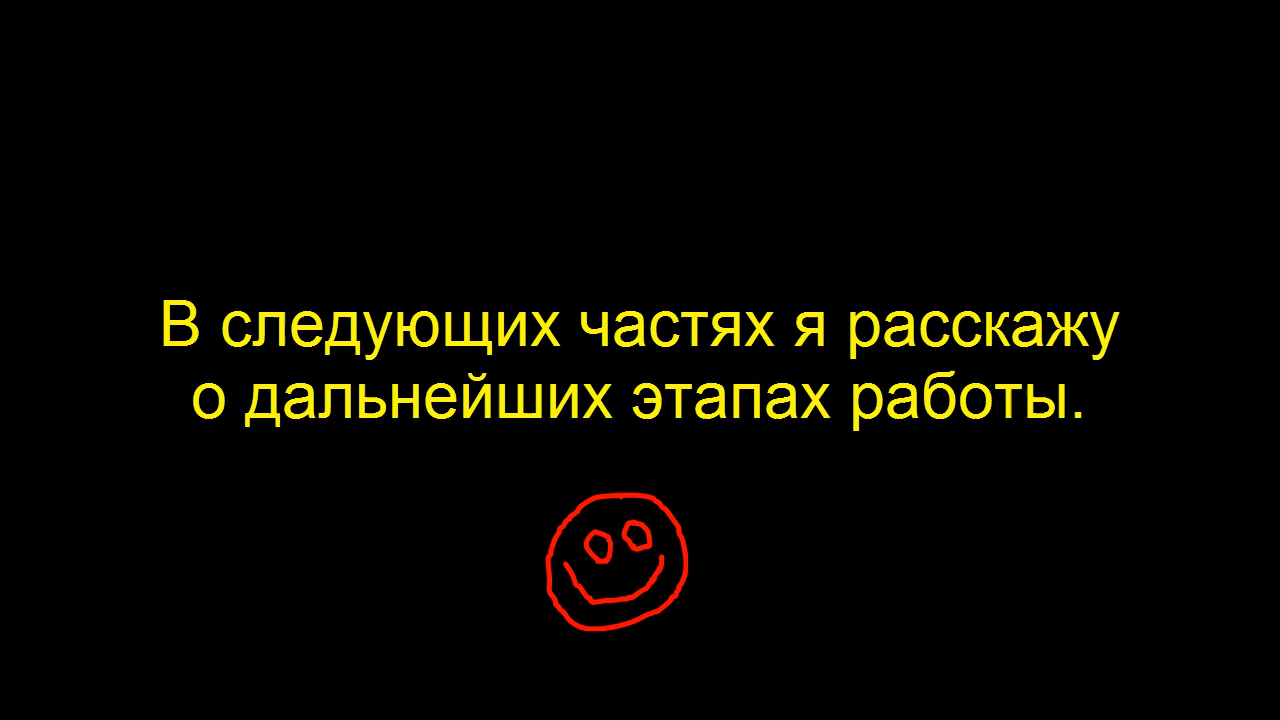 В следующих частях я расскажу
о дальнейших этапах работы.